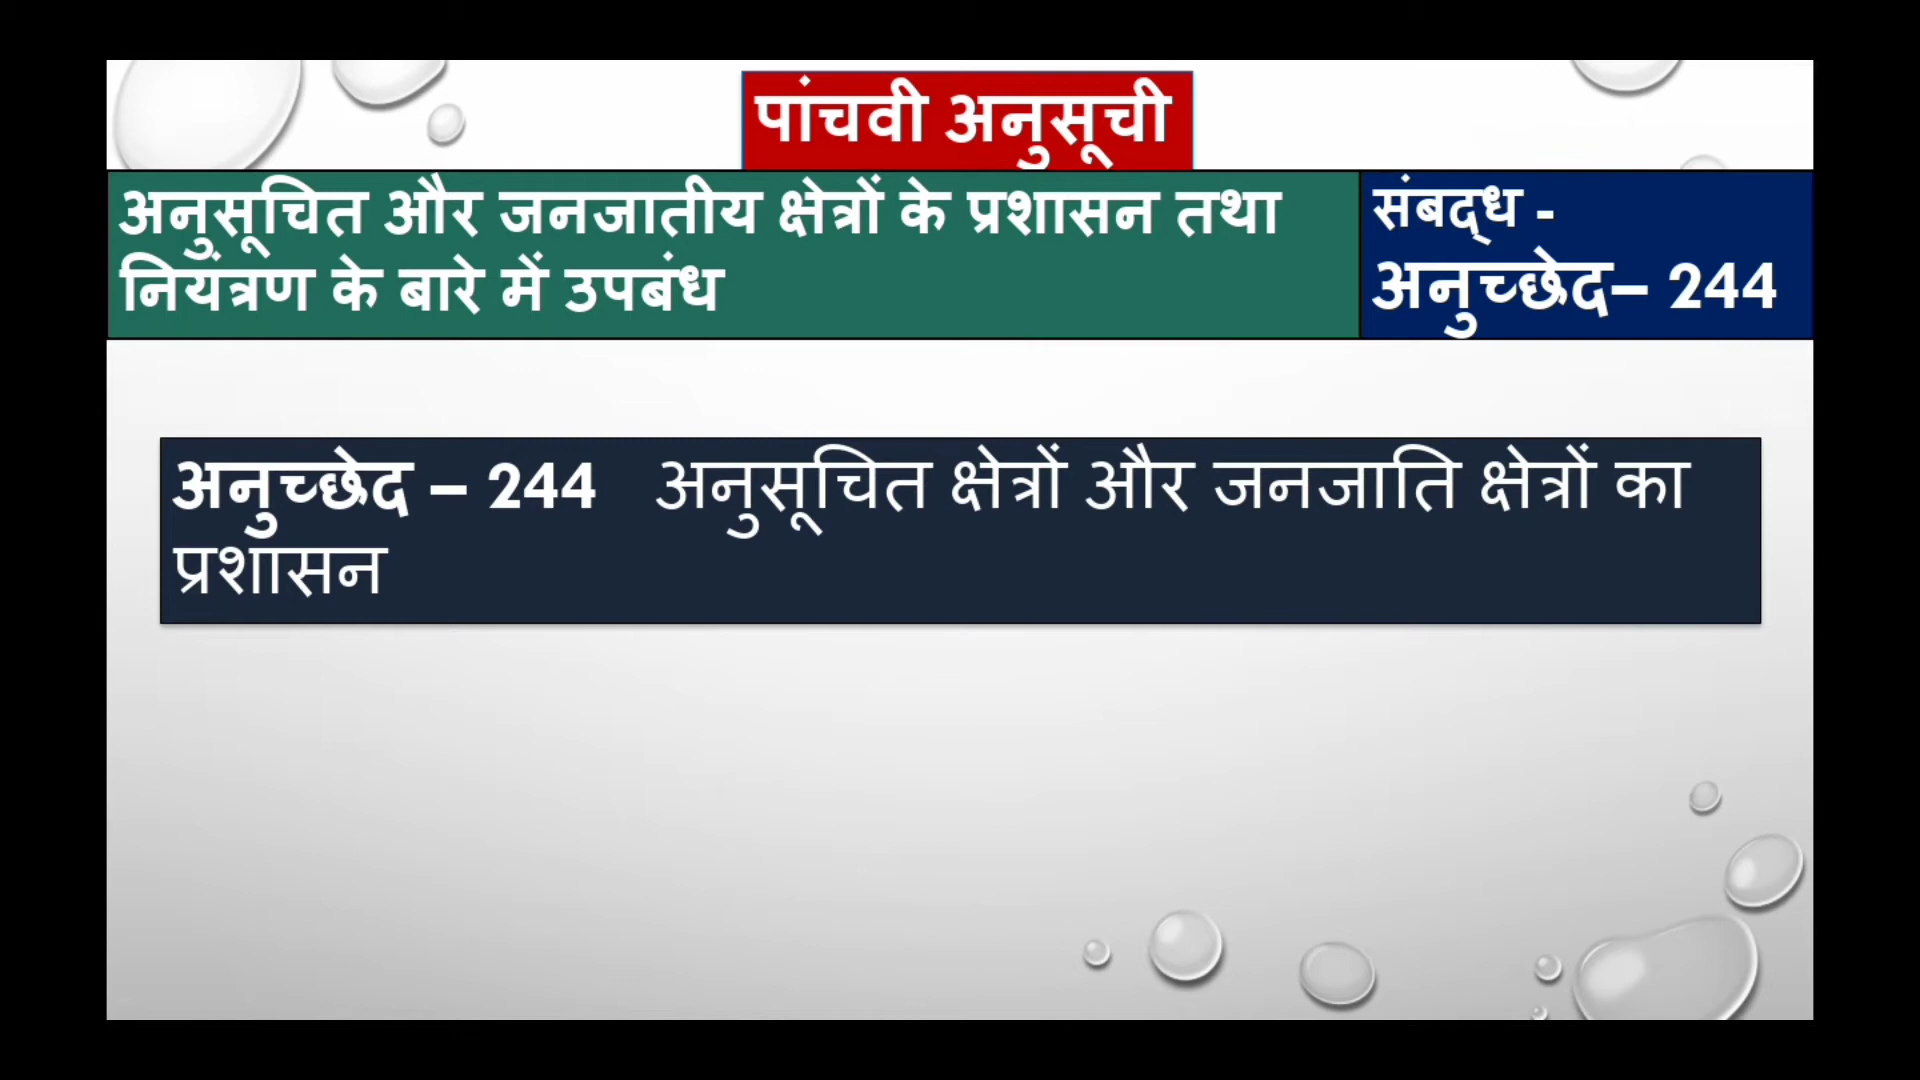 पांचवी अनुसूची
अनुसूचित और जनजातीय क्षेत्रों के प्रशासन तथा
नियंत्रण के बारे में उपबंध
संबद्ध -
अनुच्छेद– 244
अनुच्छेद – 244 अनुसूचित क्षेत्रों और जनजाति क्षेत्रों का
प्रशासन